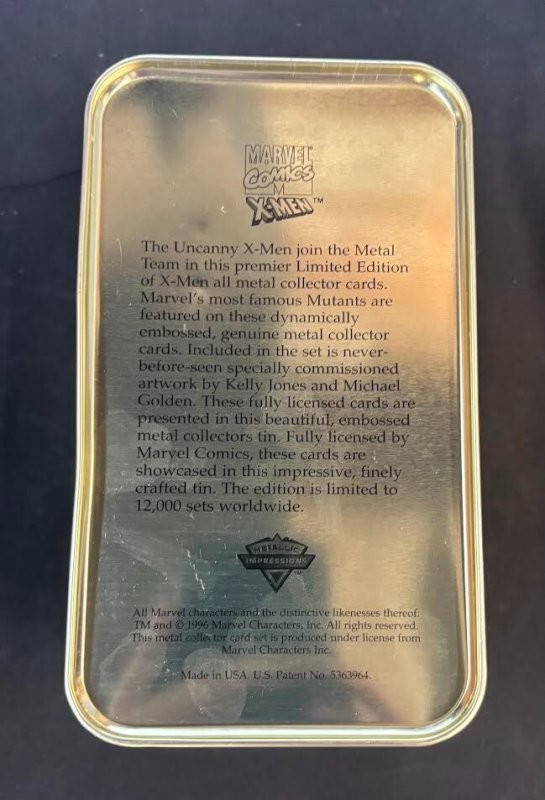 MARVEL
COMICS
M
X-MEN™
The Uncanny X-Men join the Metal
Team in this premier Limited Edition
of X-Men all metal collector cards.
Marvel's most famous Mutants are
featured on these dynamically
embossed, genuine metal collector
cards. Included in the set is never-
before-seen specially commissioned
artwork by Kelly Jones and Michael
Golden. These fully licensed cards are
presented in this beautiful, embossed
metal collectors tin. Fully licensed by
Marvel Comics, these cards are
showcased in this impressive, finely
crafted tin. The edition is limited to
12,000 sets worldwide.
METALLIC
IMPRESSIONS™
All Marvel characters and the distinctive likenesses thereof:
TM and © 1996 Marvel Characters, Inc. All rights reserved.
This metal collector card set is produced under license from
Marvel Characters Inc.
Made in USA. U.S. Patent No. 5363964.